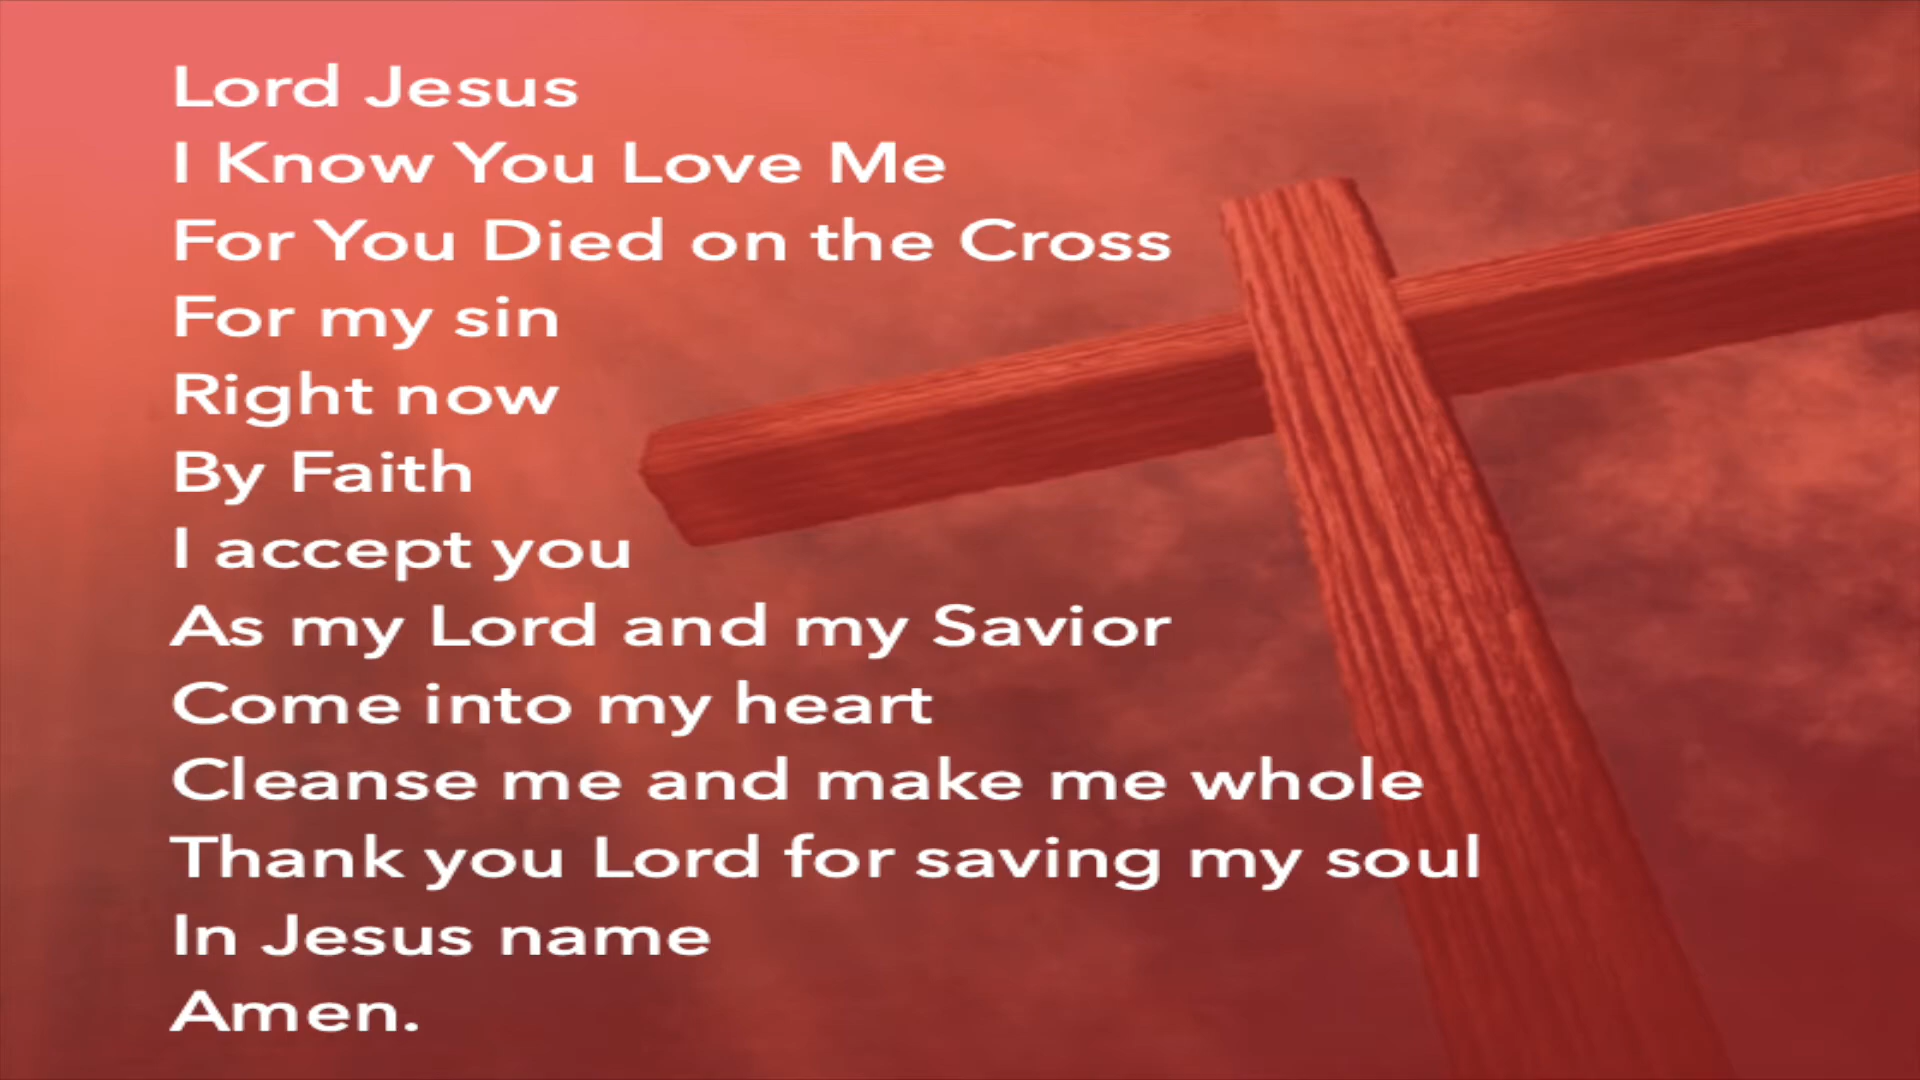 Lord Jesus
I Know You Love Me
For You Died on the Cross
For my sin
Right now
By Faith
I accept you
As my Lord and my Savior
Come into my heart
Cleanse me and make me whole
Thank you Lord for saving my soul
In Jesus name
Amen.